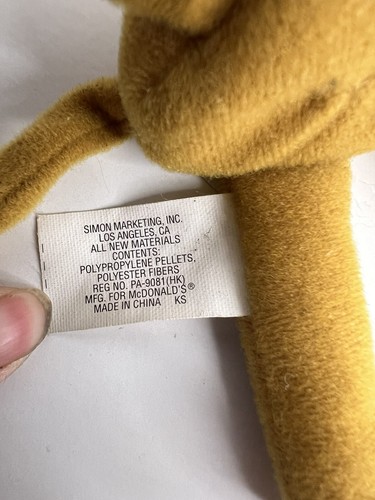 SIMON MARKETING, INC.
LOS ANGELES, CA
ALL NEW MATERIALS
CONTENTS:
POLYPROPYLENE PELLETS,
POLYESTER FIBERS
REG NO. PA-9081(HK)
MFG. FOR McDONALD'S®
MADE IN CHINA KS